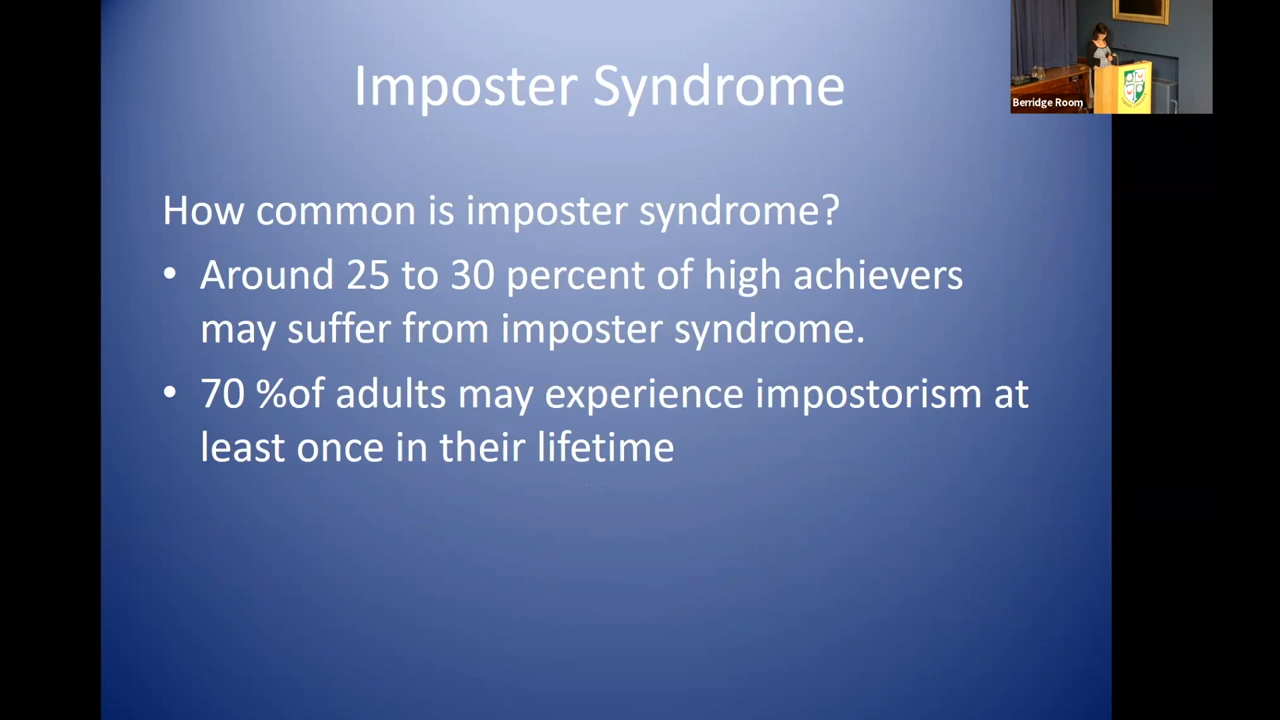 Imposter Syndrome
Berridge Room
How common is imposter syndrome?
• Around 25 to 30 percent of high achievers
may suffer from imposter syndrome.
• 70 %of adults may experience impostorism at
least once in their lifetime